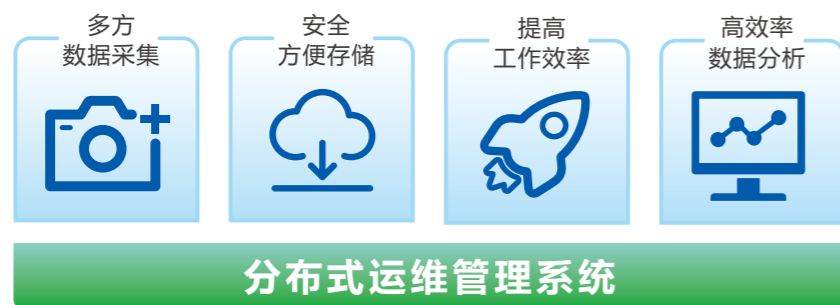 多方
数据采集
安全
方便存储
提高
工作效率
高效率
数据分析
分布式运维管理系统